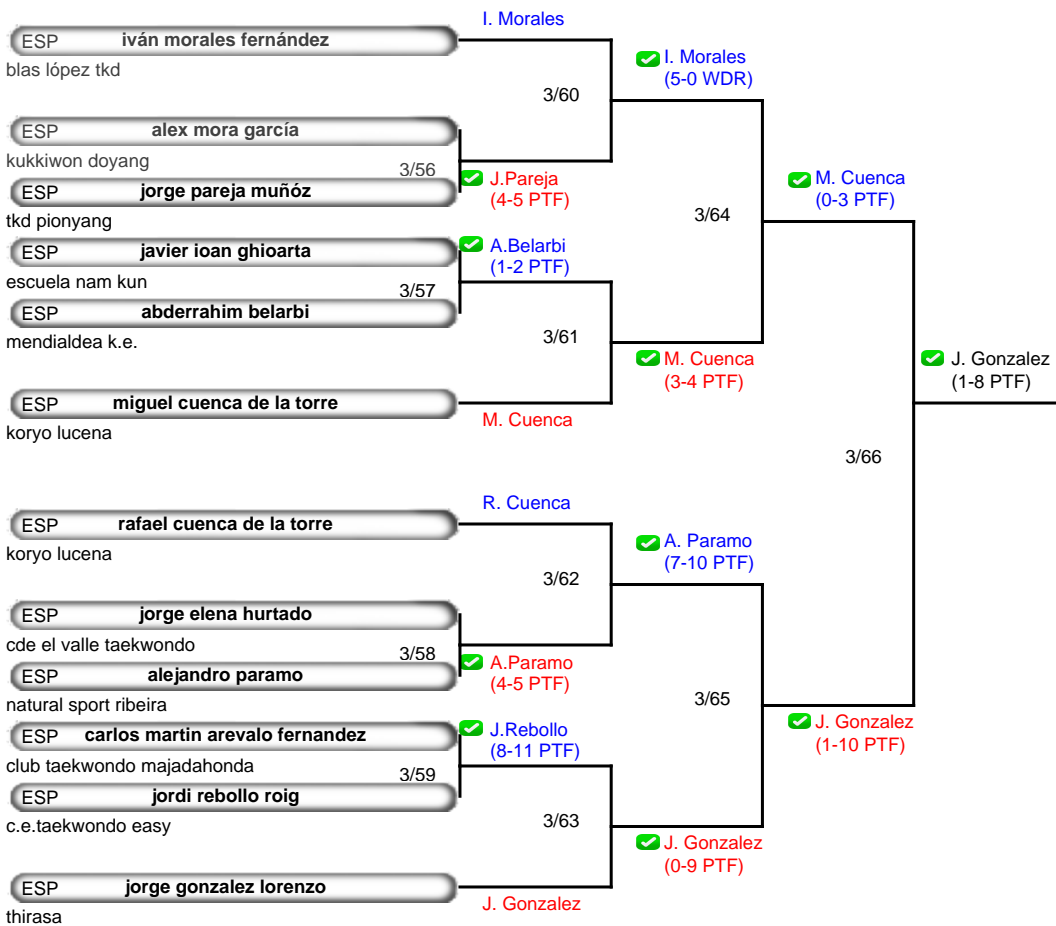 I. Morales
ESP iván morales fernández
blas lópez tkd
I. Morales
(5-0 WDR)
3/60
ESP alex mora garcía
kukkiwon doyang
3/56
ESP jorge pareja muñóz
tkd pionyang
J.Pareja
(4-5 PTF)
M. Cuenca
(0-3 PTF)
3/64
ESP javier ioan ghioarta
escuela nam kun
A.Belarbi
(1-2 PTF)
3/57
ESP abderrahim belarbi
mendialdea k.e.
3/61
M. Cuenca
(3-4 PTF)
J. Gonzalez
(1-8 PTF)
ESP miguel cuenca de la torre
koryo lucena
M. Cuenca
3/66
R. Cuenca
ESP rafael cuenca de la torre
koryo lucena
A. Paramo
(7-10 PTF)
3/62
ESP jorge elena hurtado
cde el valle taekwondo
3/58
ESP alejandro paramo
natural sport ribeira
A.Paramo
(4-5 PTF)
3/65
ESP carlos martin arevalo fernandez
club taekwondo majadahonda
J.Rebollo
(8-11 PTF)
J. Gonzalez
(1-10 PTF)
3/59
ESP jordi rebollo roig
c.e.taekwondo easy
3/63
J. Gonzalez
(0-9 PTF)
ESP jorge gonzalez lorenzo
thirasa
J. Gonzalez